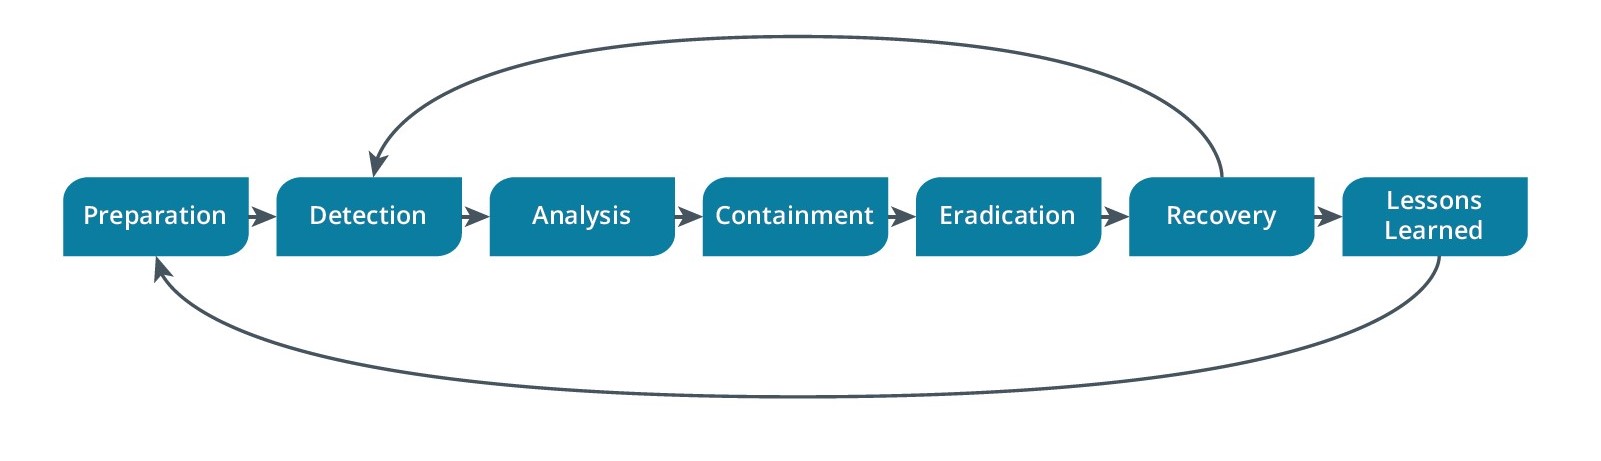 Preparation
Detection
Analysis
Containment
Eradication
Recovery
Lessons
Learned